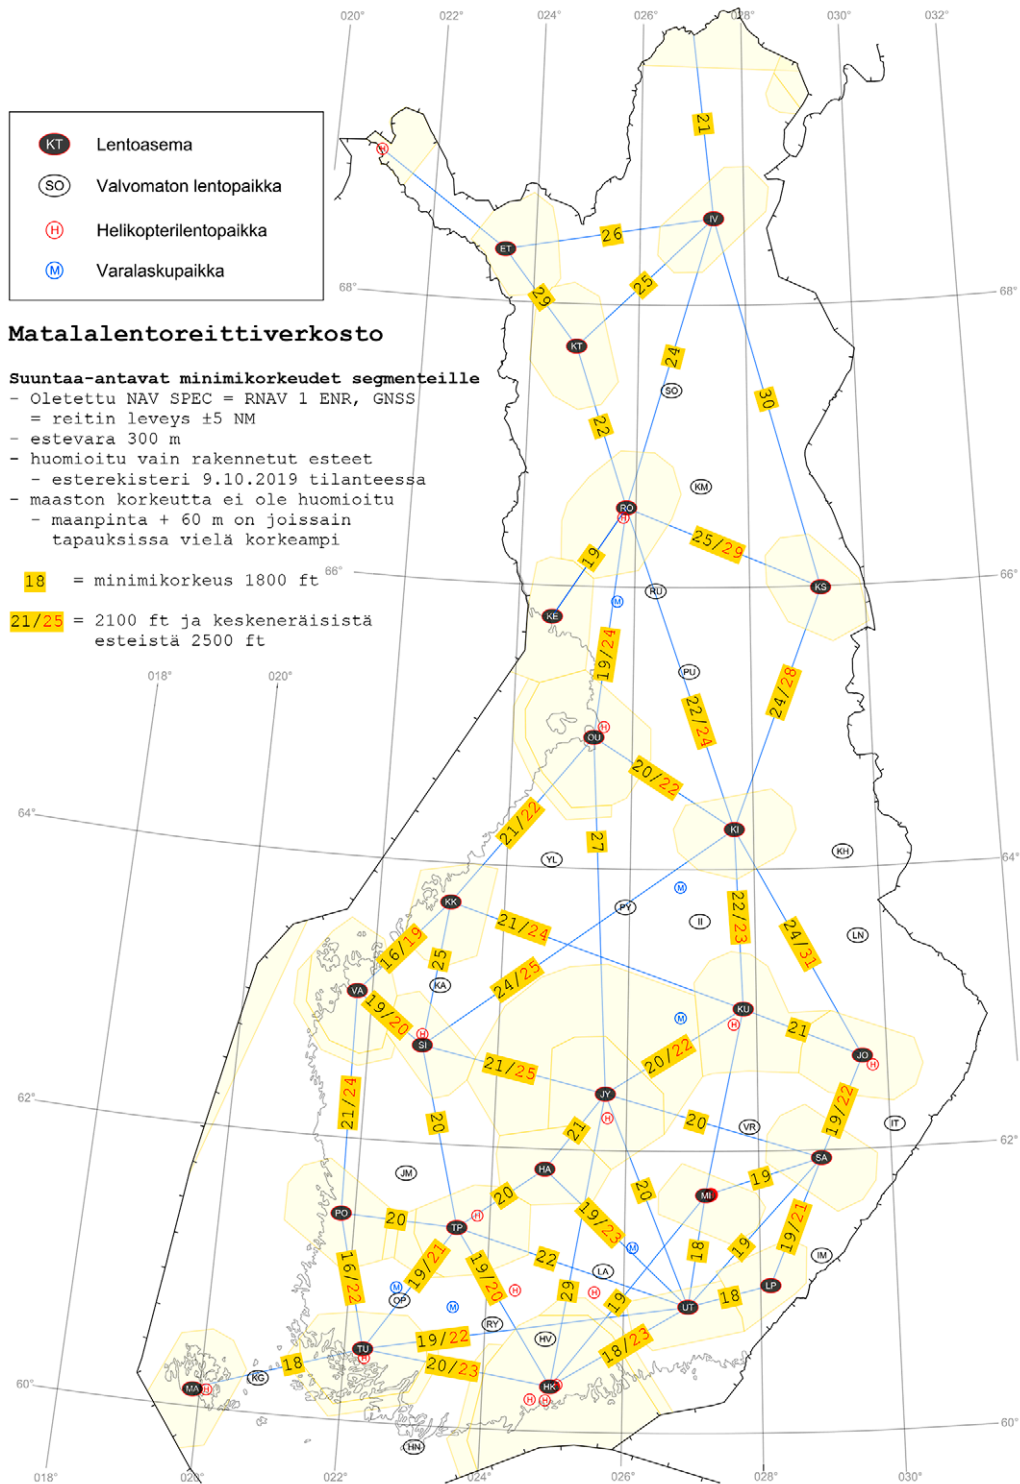 020°
022°
024°
026°
028°
030°
032°
KT Lentoasema
SO Valvomaton lentopaikka
H Helikopterilentopaikka
M Varalaskupaikka
Matalalentoreittiverkosto
Suuntaa-antavat minimikorkeudet segmenteille
- Oletettu NAV SPEC = RNAV 1 ENR, GNSS
= reitin leveys ±5 NM
- estevara 300 m
- huomioitu vain rakennetut esteet
- esterekisteri 9.10.2019 tilanteessa
- maaston korkeutta ei ole huomioitu
- maanpinta + 60 m on joissain
tapauksissa vielä korkeampi
18 = minimikorkeus 1800 ft
21/25 = 2100 ft ja keskeneräisistä
esteistä 2500 ft
21
H
IV
26
ET
25
29
68°
68°
KT
24
SO
30
22
KM
RO
H
25/29
19
66°
66°
KS
M
RU
KE
19/24
PU
24/28
018°
020°
22/24
H
OU
20/22
64°
21/22
KI
27
YL
KH
64°
M
KK
PY
22/23
II
21/24
24/31
LN
16/19
25
24/25
KA
VA
19/20
H
SI
KU
M
H
21
20/22
JO
H
21/25
JY
21/24
62°
H
20
19/22
IT
20
21
VR
62°
SA
HA
JM
19
20
MI
PO
20
H
20
TP
19/23
19/21
18
19
M
22
IM
19/21
16/22
19/20
LA
M
OP
M
H
H
29
19
18
LP
UT
RY
19/22
HV
18/23
TU
H
18
KG
20/23
60°
MA
H
HK
H
H
60°
HN
018°
020°
022°
024°
026°
028°
030°